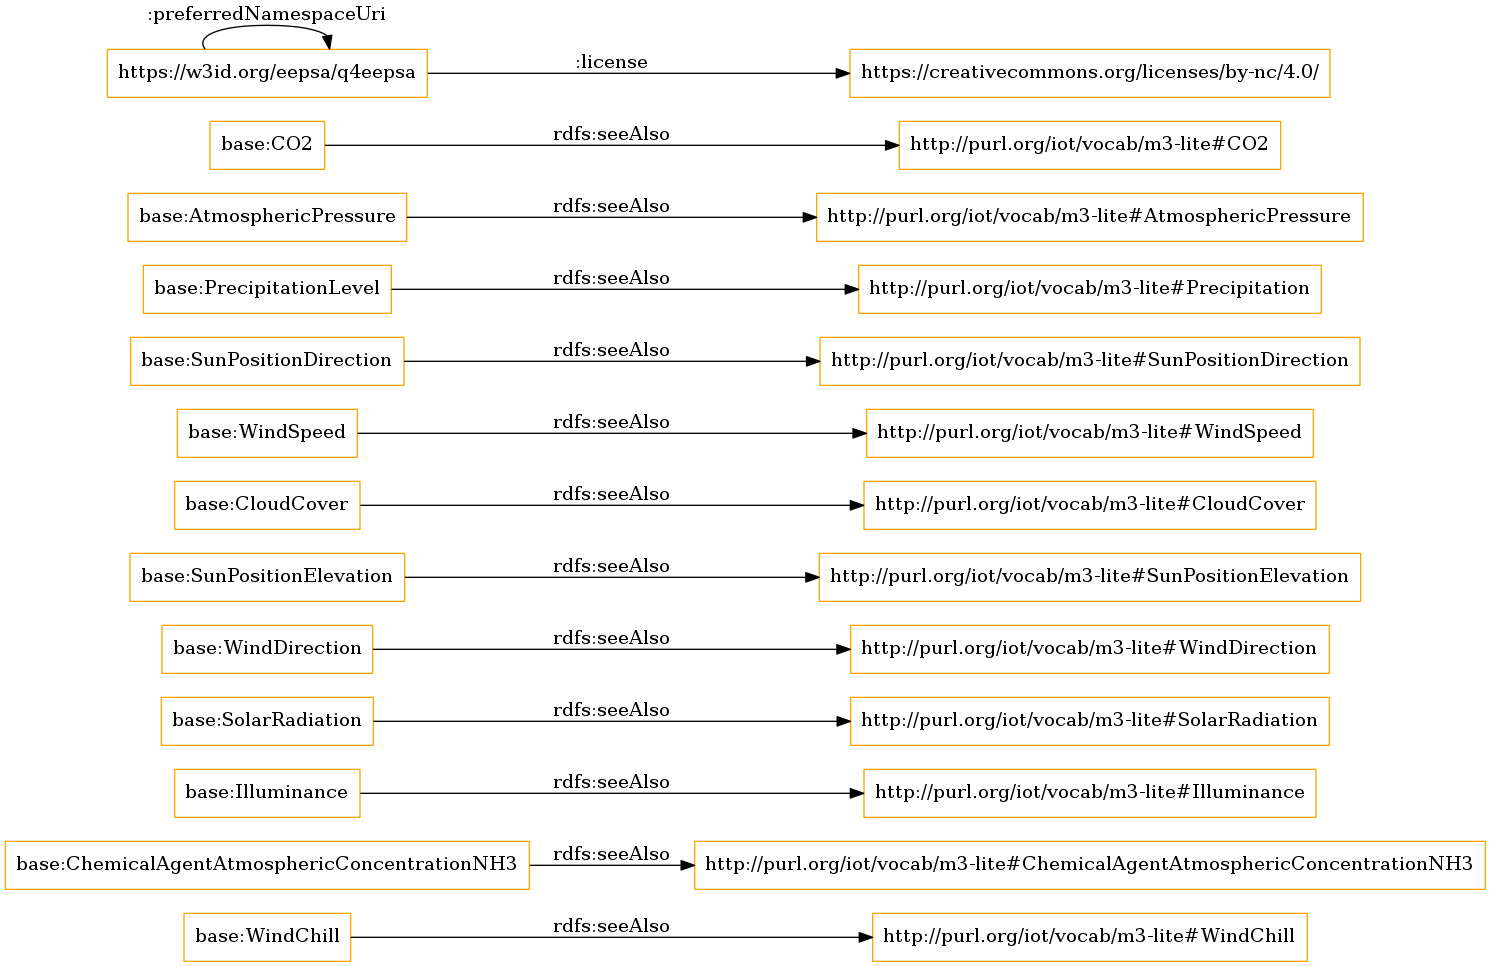 :preferredNamespaceUri
https://w3id.org/eepsa/q4eepsa :license https://creativecommons.org/licenses/by-nc/4.0/
base:CO2 rdfs:seeAlso http://purl.org/iot/vocab/m3-lite#CO2
base:AtmosphericPressure rdfs:seeAlso http://purl.org/iot/vocab/m3-lite#AtmosphericPressure
base:PrecipitationLevel rdfs:seeAlso http://purl.org/iot/vocab/m3-lite#Precipitation
base:SunPositionDirection rdfs:seeAlso http://purl.org/iot/vocab/m3-lite#SunPositionDirection
base:WindSpeed rdfs:seeAlso http://purl.org/iot/vocab/m3-lite#WindSpeed
base:CloudCover rdfs:seeAlso http://purl.org/iot/vocab/m3-lite#CloudCover
base:SunPositionElevation rdfs:seeAlso http://purl.org/iot/vocab/m3-lite#SunPositionElevation
base:WindDirection rdfs:seeAlso http://purl.org/iot/vocab/m3-lite#WindDirection
base:SolarRadiation rdfs:seeAlso http://purl.org/iot/vocab/m3-lite#SolarRadiation
base:Illuminance rdfs:seeAlso http://purl.org/iot/vocab/m3-lite#Illuminance
base:ChemicalAgentAtmosphericConcentrationNH3 rdfs:seeAlso http://purl.org/iot/vocab/m3-lite#ChemicalAgentAtmosphericConcentrationNH3
base:WindChill rdfs:seeAlso http://purl.org/iot/vocab/m3-lite#WindChill